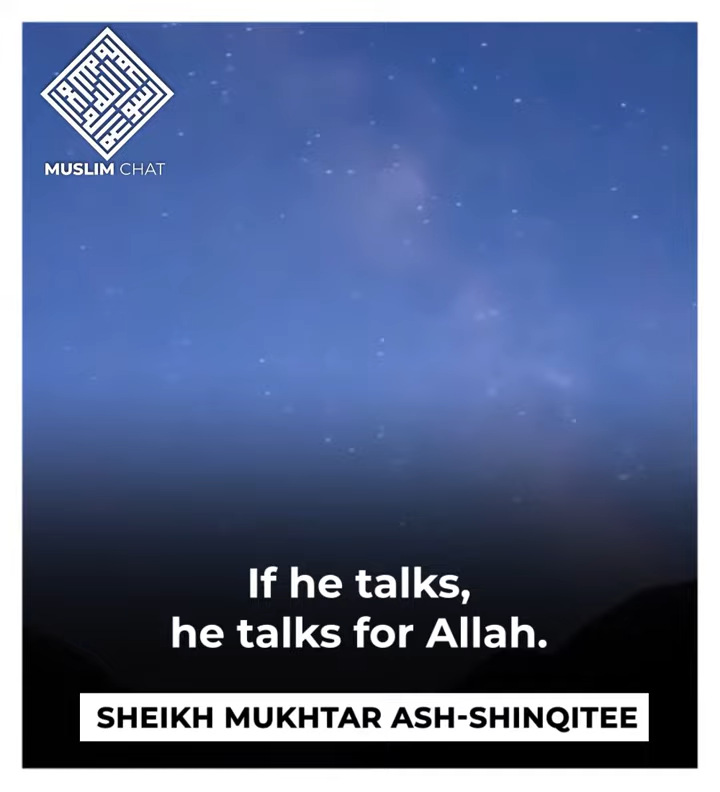 MUSLIM CHAT
If he talks,
he talks for Allah.
SHEIKH MUKHTAR ASH-SHINQITEE